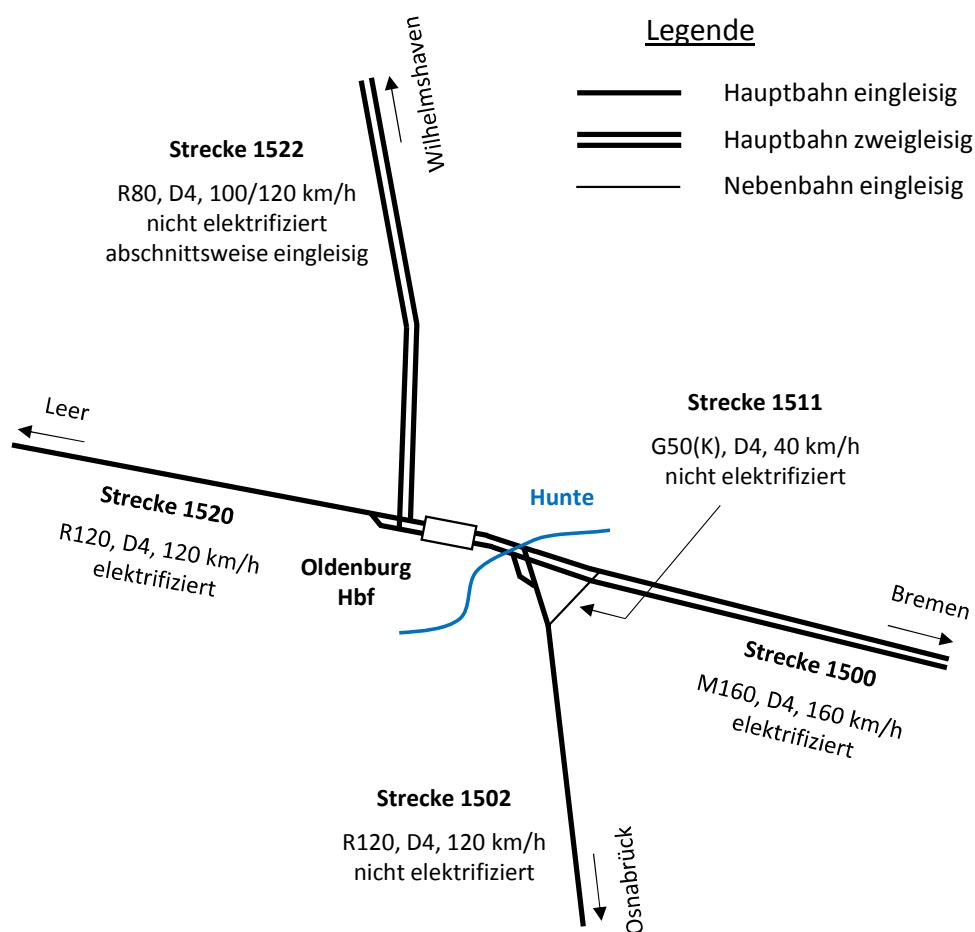 Legende
Hauptbahn eingleisig
Hauptbahn zweigleisig
Nebenbahn eingleisig
Wilhelmshaven
Strecke 1522
R80, D4, 100/120 km/h
nicht elektrifiziert
abschnittsweise eingleisig
Leer
Strecke 1520
R120, D4, 120 km/h
elektrifiziert
Oldenburg
Hbf
Hunte
Strecke 1511
G50(K), D4, 40 km/h
nicht elektrifiziert
Bremen
Strecke 1500
M160, D4, 160 km/h
elektrifiziert
Strecke 1502
R120, D4, 120 km/h
nicht elektrifiziert
Osnabrück